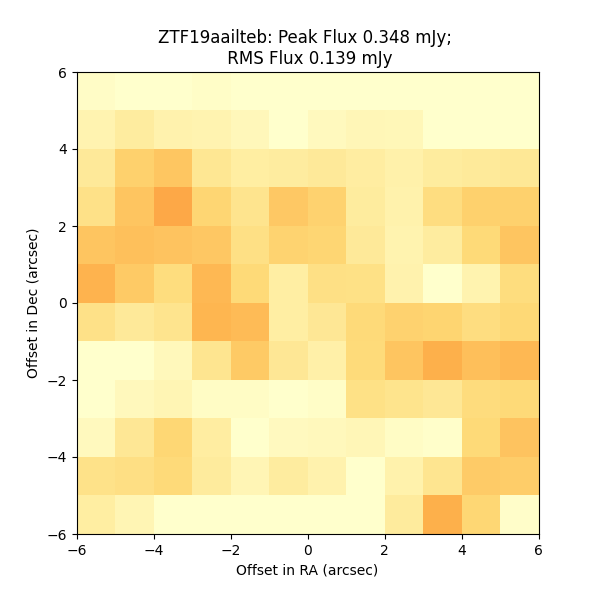 ZTF19aailteb: Peak Flux 0.348 mJy;
RMS Flux 0.139 mJy
6
4
2
0
−2
−4
−6
Offset in Dec (arcsec)
−6 −4 −2 0 2 4 6
Offset in RA (arcsec)